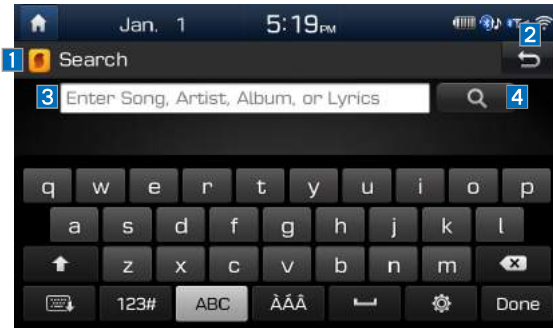 Jan. 1 5:19PM
2
1 Search
3 Enter Song, Artist, Album, or Lyrics 4
q w e r t y u i o p
a s d f g h j k l
z x c v b n m
123# ABC ÀÁÂ Done